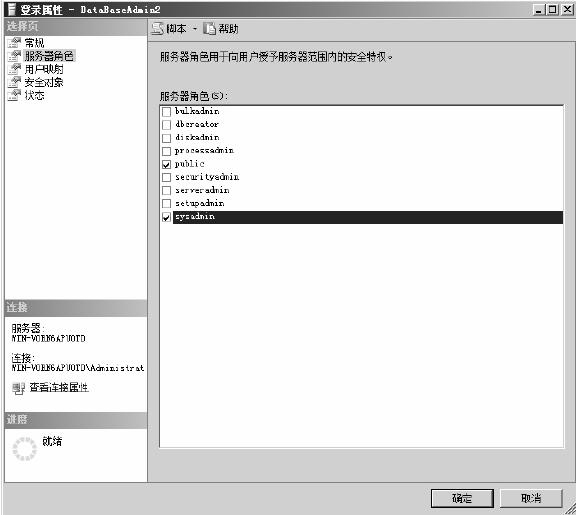 登录属性 - DataBaseAdmin2
选择页
常规
服务器角色
用户映射
安全对象
状态
脚本
帮助
服务器角色用于向用户授予服务器范围内的安全特权。
服务器角色(S):
bulkadmin
dbcreator
diskadmin
processadmin
public
securityadmin
serveradmin
setupadmin
sysadmin
连接
服务器:
WIN-VORN6APUOTD
连接:
WIN-VORN6APUOTD\Administrat
查看连接属性
进度
就绪
确定
取消